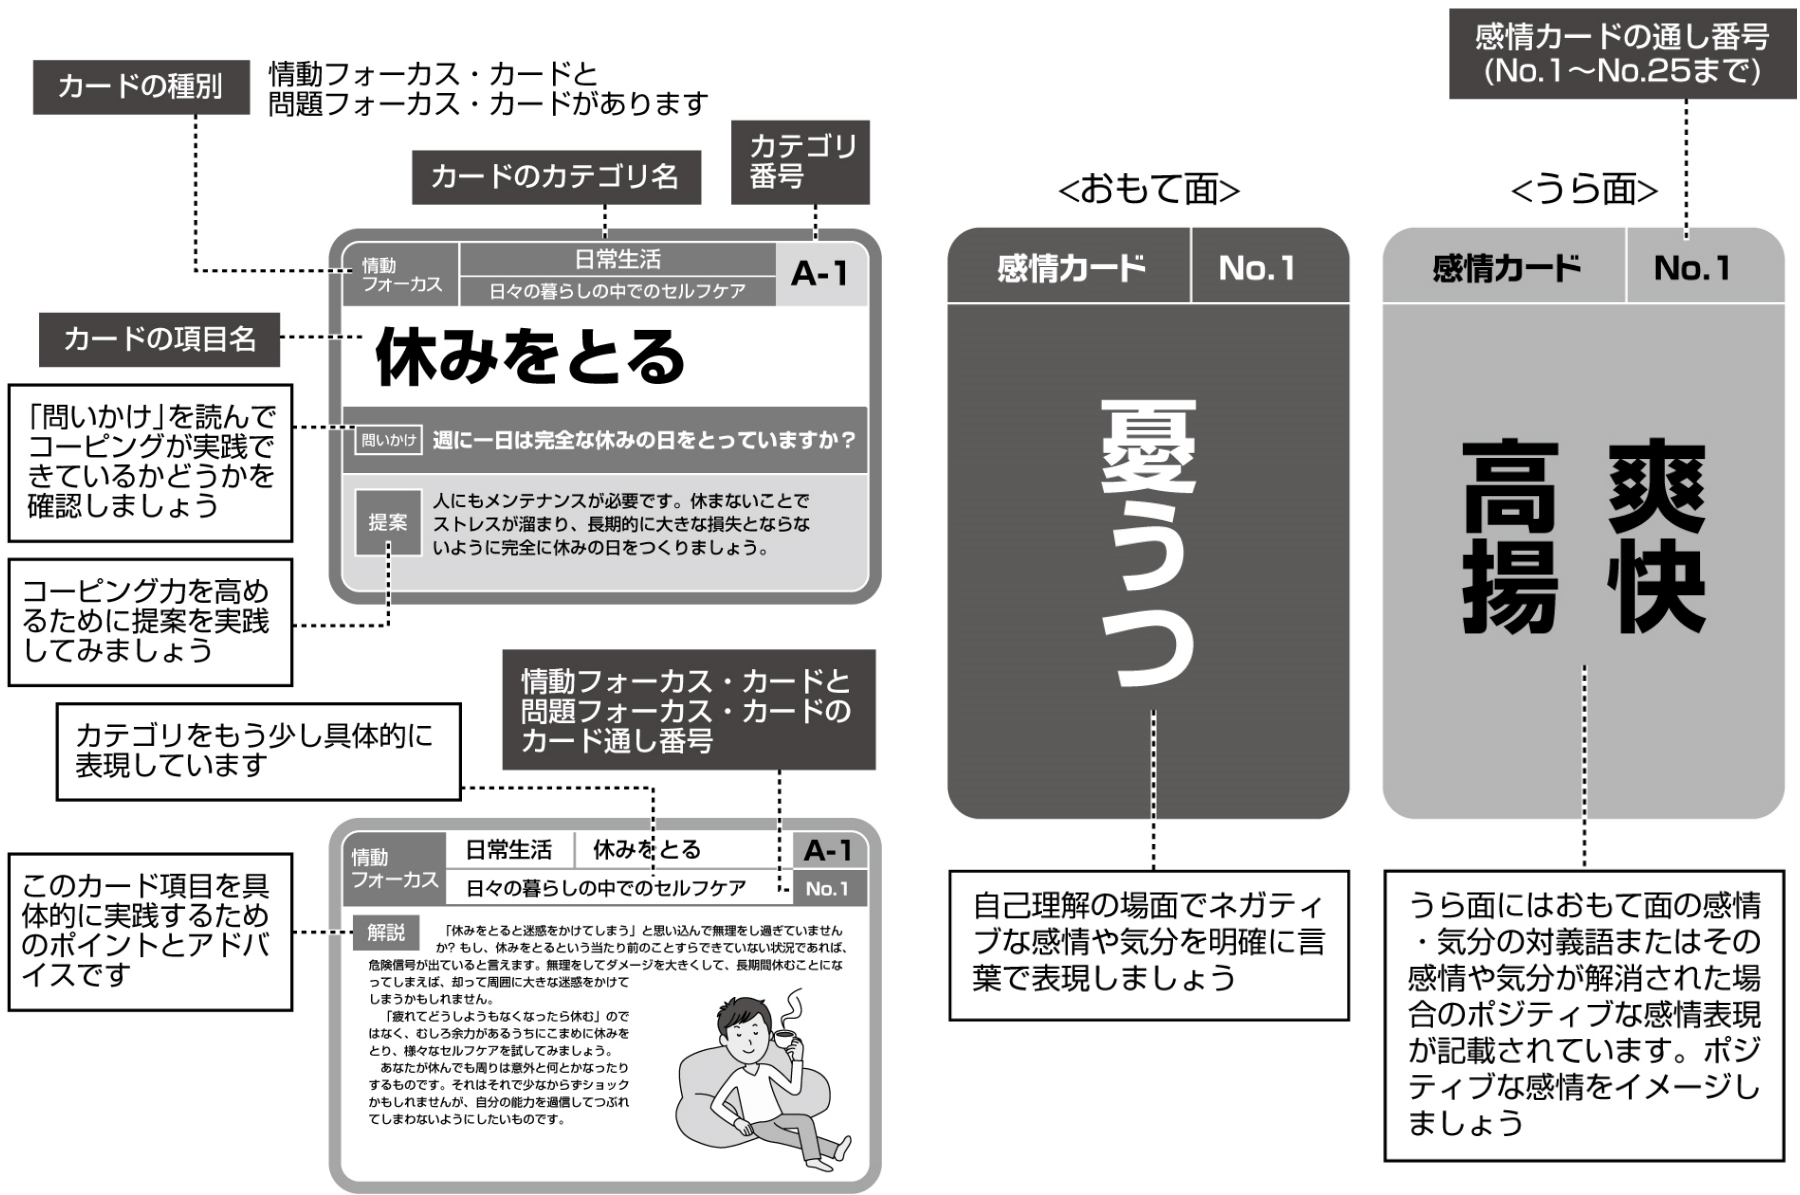 カードの種別
情動フォーカス・カードと
問題フォーカス・カードがあります
カードのカテゴリ名
カテゴリ
番号
情動
フォーカス
日常生活
日々の暮らしの中でのセルフケア
A-1
カードの項目名
休みをとる
「問いかけ」を読んで
コーピングが実践で
きているかどうかを
確認しましょう
問いかけ
週に一日は完全な休みの日をとっていますか？
提案
人にもメンテナンスが必要です。休まないことで
ストレスが溜まり、長期的に大きな損失とならな
いように完全に休みの日をつくりましょう。
コーピング力を高め
るために提案を実践
してみましょう
情動フォーカス・カードと
問題フォーカス・カードの
カード通し番号
カテゴリをもう少し具体的に
表現しています
情動
フォーカス
日常生活
休みをとる
A-1
日々の暮らしの中でのセルフケア
No.1
このカード項目を具
体的に実践するため
のポイントとアドバ
イスです
解説
「休みをとると迷惑をかけてしまう」と思い込んで無理をし過ぎていません
か？もし、休みをとるという当たり前のことすらできていない状況であれば、
危険信号が出ていると言えます。無理をしてダメージを大きくして、長期間休むことにな
ってしまえば、却って周囲に大きな迷惑をかけて
しまうかもしれません。
「疲れてどうしようもなくなったら休む」ので
はなく、むしろ余力があるうちにこまめに休みを
とり、様々なセルフケアを試してみましょう。
あなたが休んでも周りは意外と何とかなったり
するものです。それはそれで少なからずショック
かもしれませんが、自分の能力を過信してつぶれ
てしまわないようにしたいものです。
<おもて面>
感情カード
No.1
憂うつ
自己理解の場面でネガティ
ブな感情や気分を明確に言
葉で表現しましょう
感情カードの通し番号
(No.1～No.25まで)
<うら面>
感情カード
No.1
爽快
高揚
うら面にはおもて面の感情
・気分の対義語またはその
感情や気分が解消された場
合のポジティブな感情表現
が記載されています。ポジ
ティブな感情をイメージし
ましょう